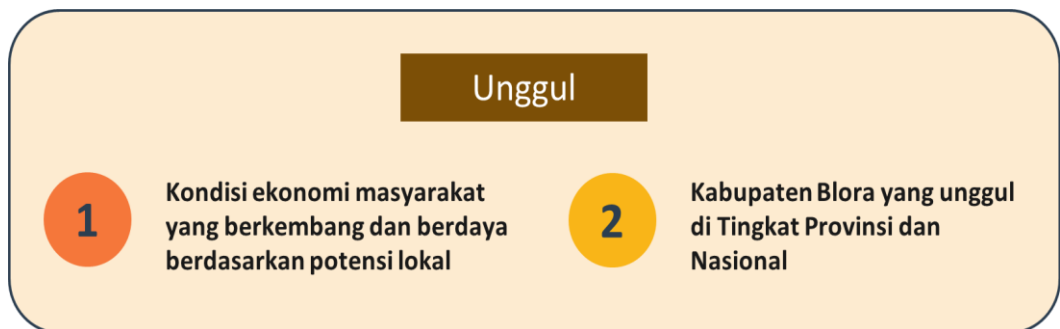 Unggul
1
Kondisi ekonomi masyarakat
yang berkembang dan berdaya
berdasarkan potensi lokal
2
Kabupaten Blora yang unggul
di Tingkat Provinsi dan
Nasional